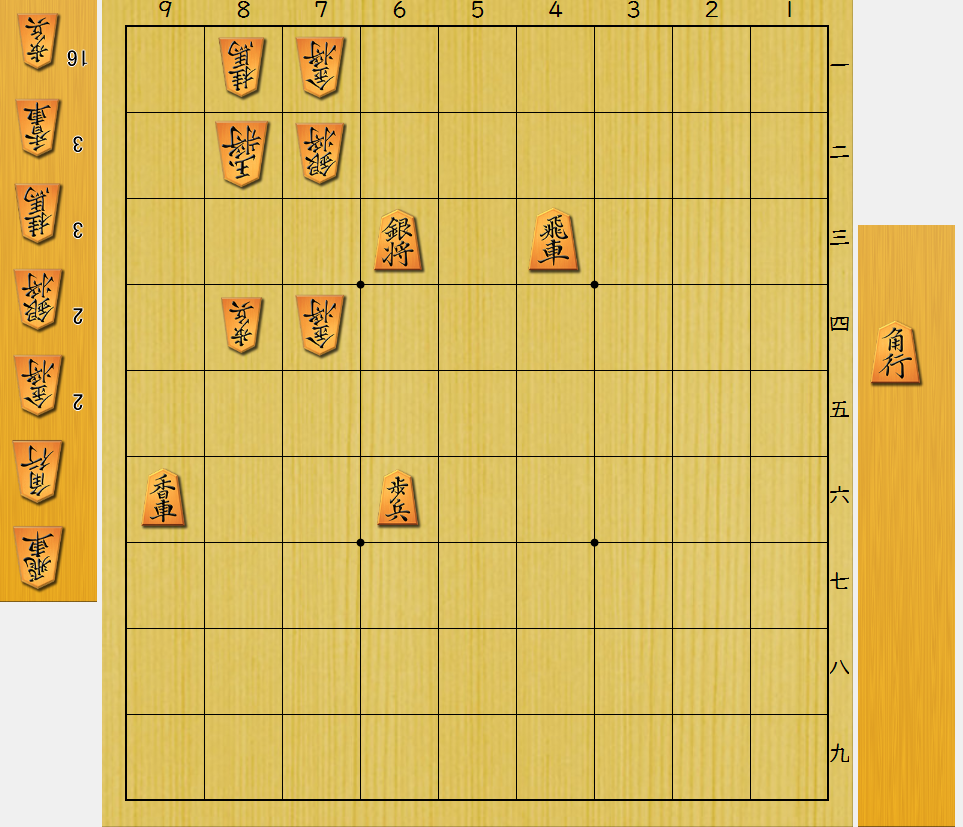 9 8 7 6 5 4 3 2 1
歩兵 16
香車 3
桂馬 3
銀将 2
金将 2
角行
飛車
桂馬 金将 一
玉将 銀将 二
銀将 飛車 三
歩兵 金将 四
五
香車 歩兵 六
七
八
九
角行